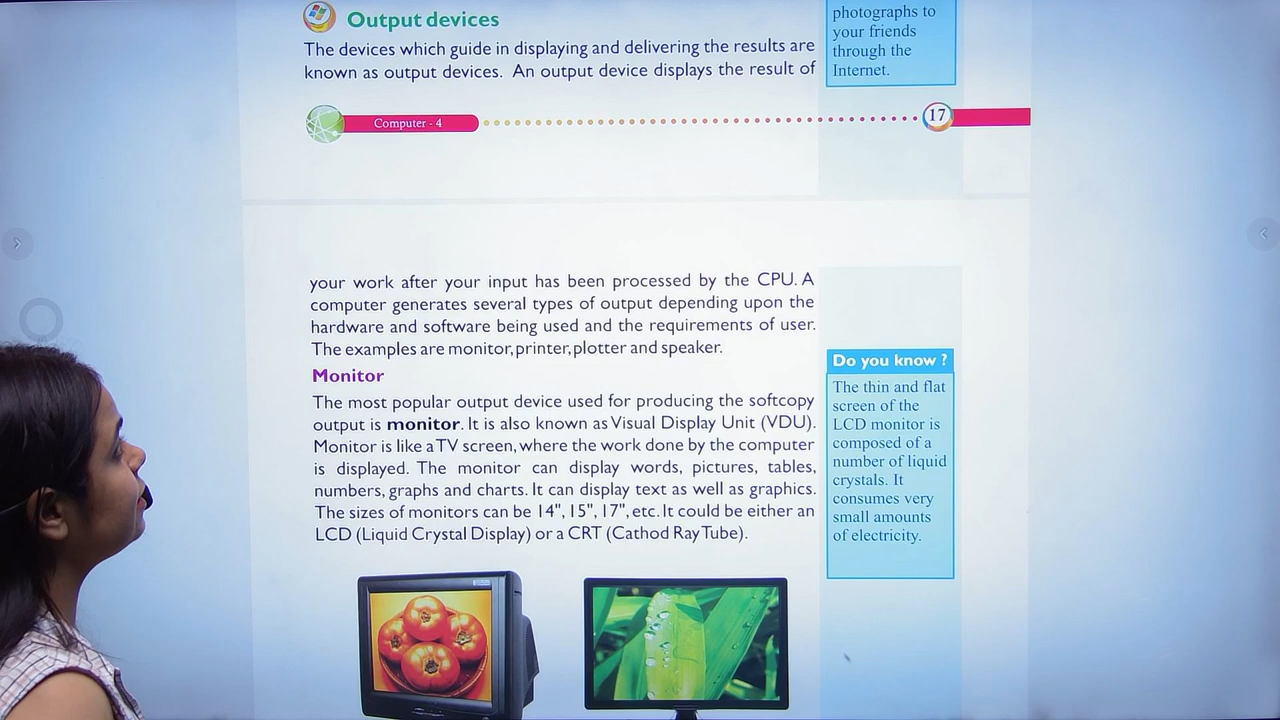 Output devices
The devices which guide in displaying and delivering the results are
known as output devices. An output device displays the result of
photographs to
your friends
through the
Internet.
Computer - 4
17
your work after your input has been processed by the CPU. A
computer generates several types of output depending upon the
hardware and software being used and the requirements of user.
The examples are monitor, printer, plotter and speaker.
Monitor
The most popular output device used for producing the softcopy
output is monitor. It is also known as Visual Display Unit (VDU).
Monitor is like a TV screen, where the work done by the computer
is displayed. The monitor can display words, pictures, tables,
numbers, graphs and charts. It can display text as well as graphics.
The sizes of monitors can be 14", 15", 17", etc. It could be either an
LCD (Liquid Crystal Display) or a CRT (Cathod Ray Tube).
Do you know ?
The thin and flat
screen of the
LCD monitor is
composed of a
number of liquid
crystals. It
consumes very
small amounts
of electricity.